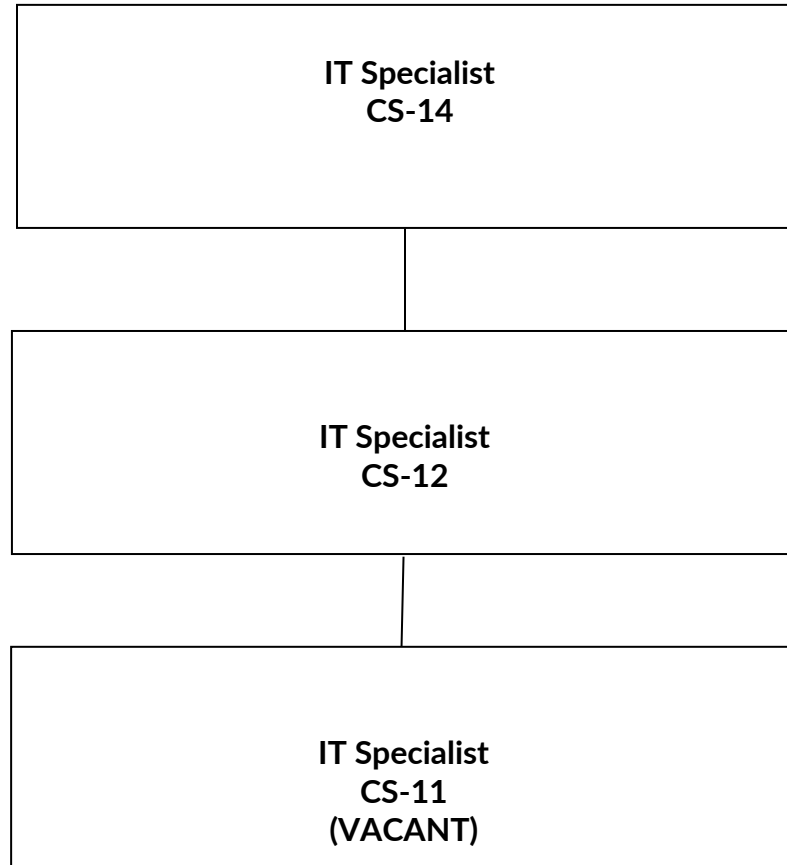 IT Specialist
CS-14
IT Specialist
CS-12
IT Specialist
CS-11
(VACANT)